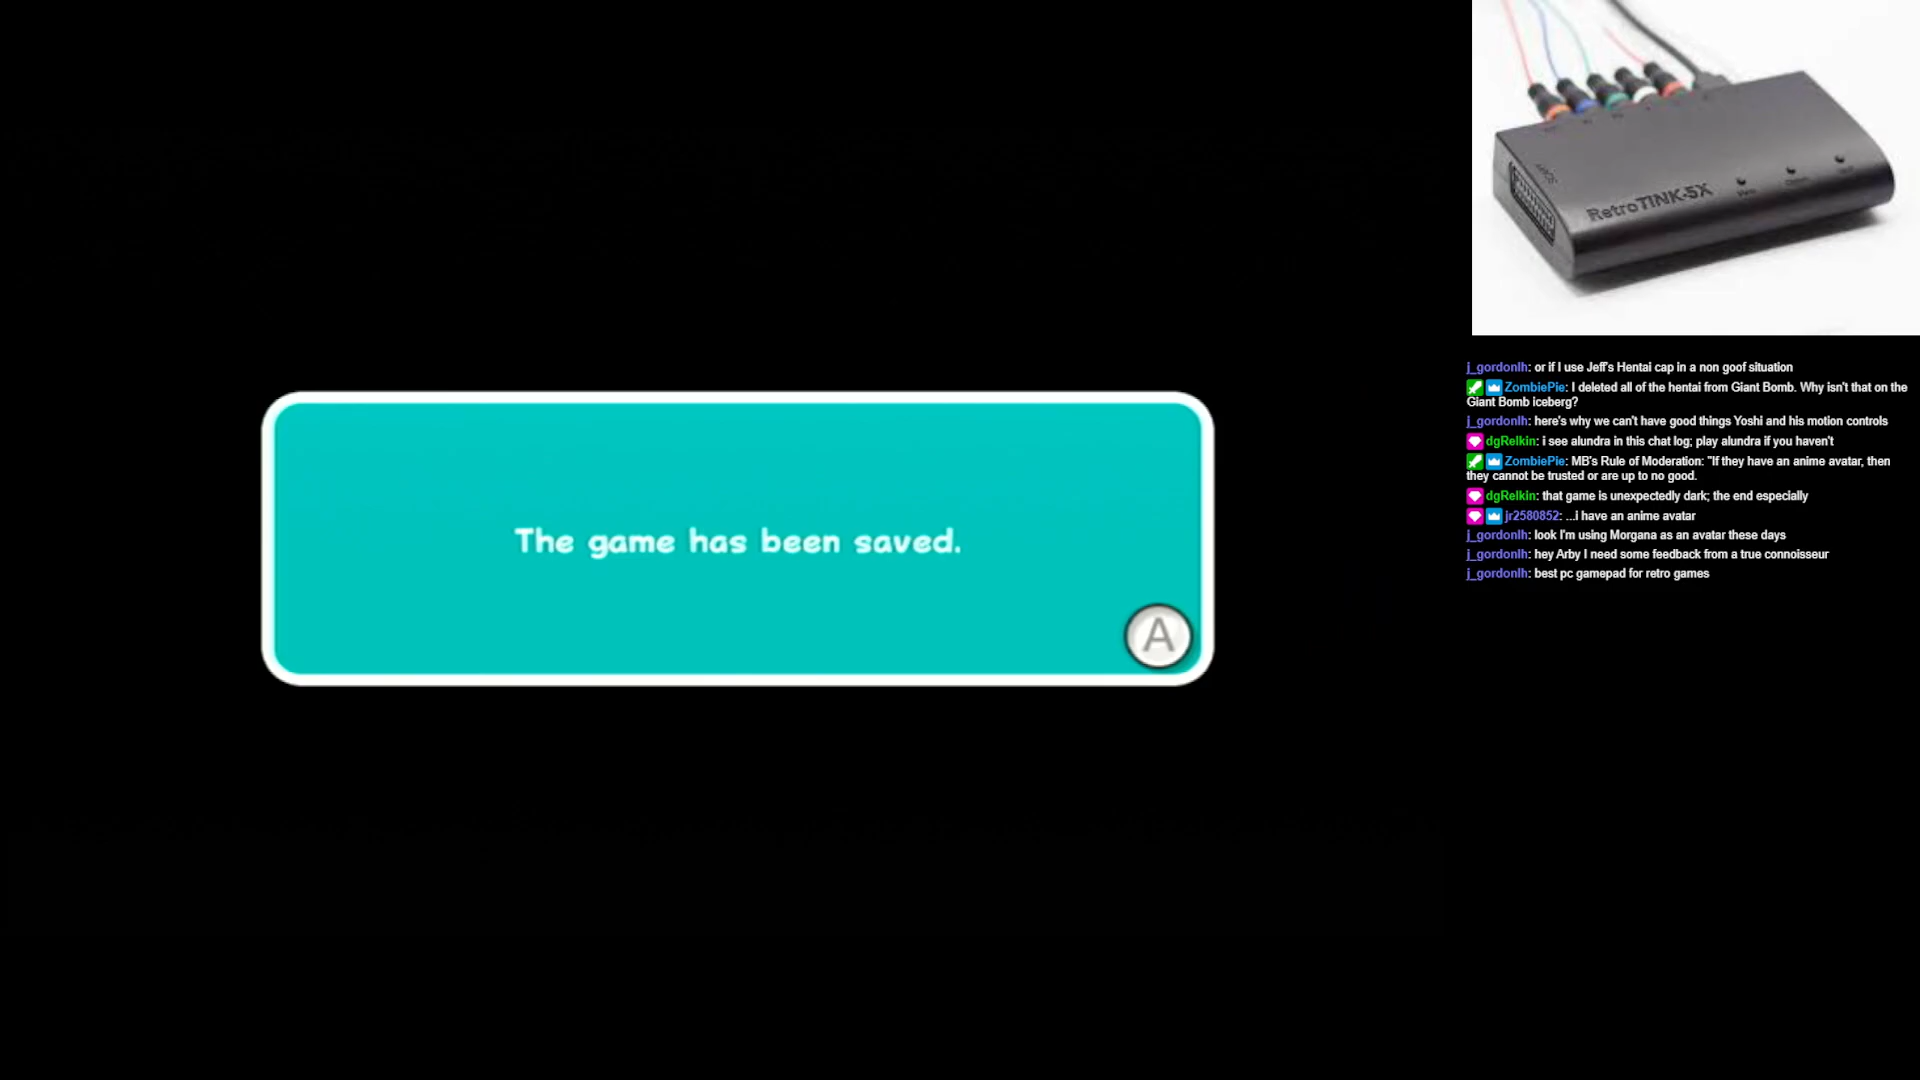 RetroTINK-5X
j_gordonlh: or if I use Jeff's Hentai cap in a non goof situation
ZombiePie: I deleted all of the hentai from Giant Bomb. Why isn't that on the
Giant Bomb iceberg?
j_gordonlh: here's why we can't have good things Yoshi and his motion controls
dgRelkin: i see alundra in this chat log; play alundra if you haven't
ZombiePie: MB's Rule of Moderation: "If they have an anime avatar, then
they cannot be trusted or are up to no good.
dgRelkin: that game is unexpectedly dark; the end especially
jr2580852: ...i have an anime avatar
j_gordonlh: look I'm using Morgana as an avatar these days
j_gordonlh: hey Arby I need some feedback from a true connoisseur
j_gordonlh: best pc gamepad for retro games
The game has been saved.
A